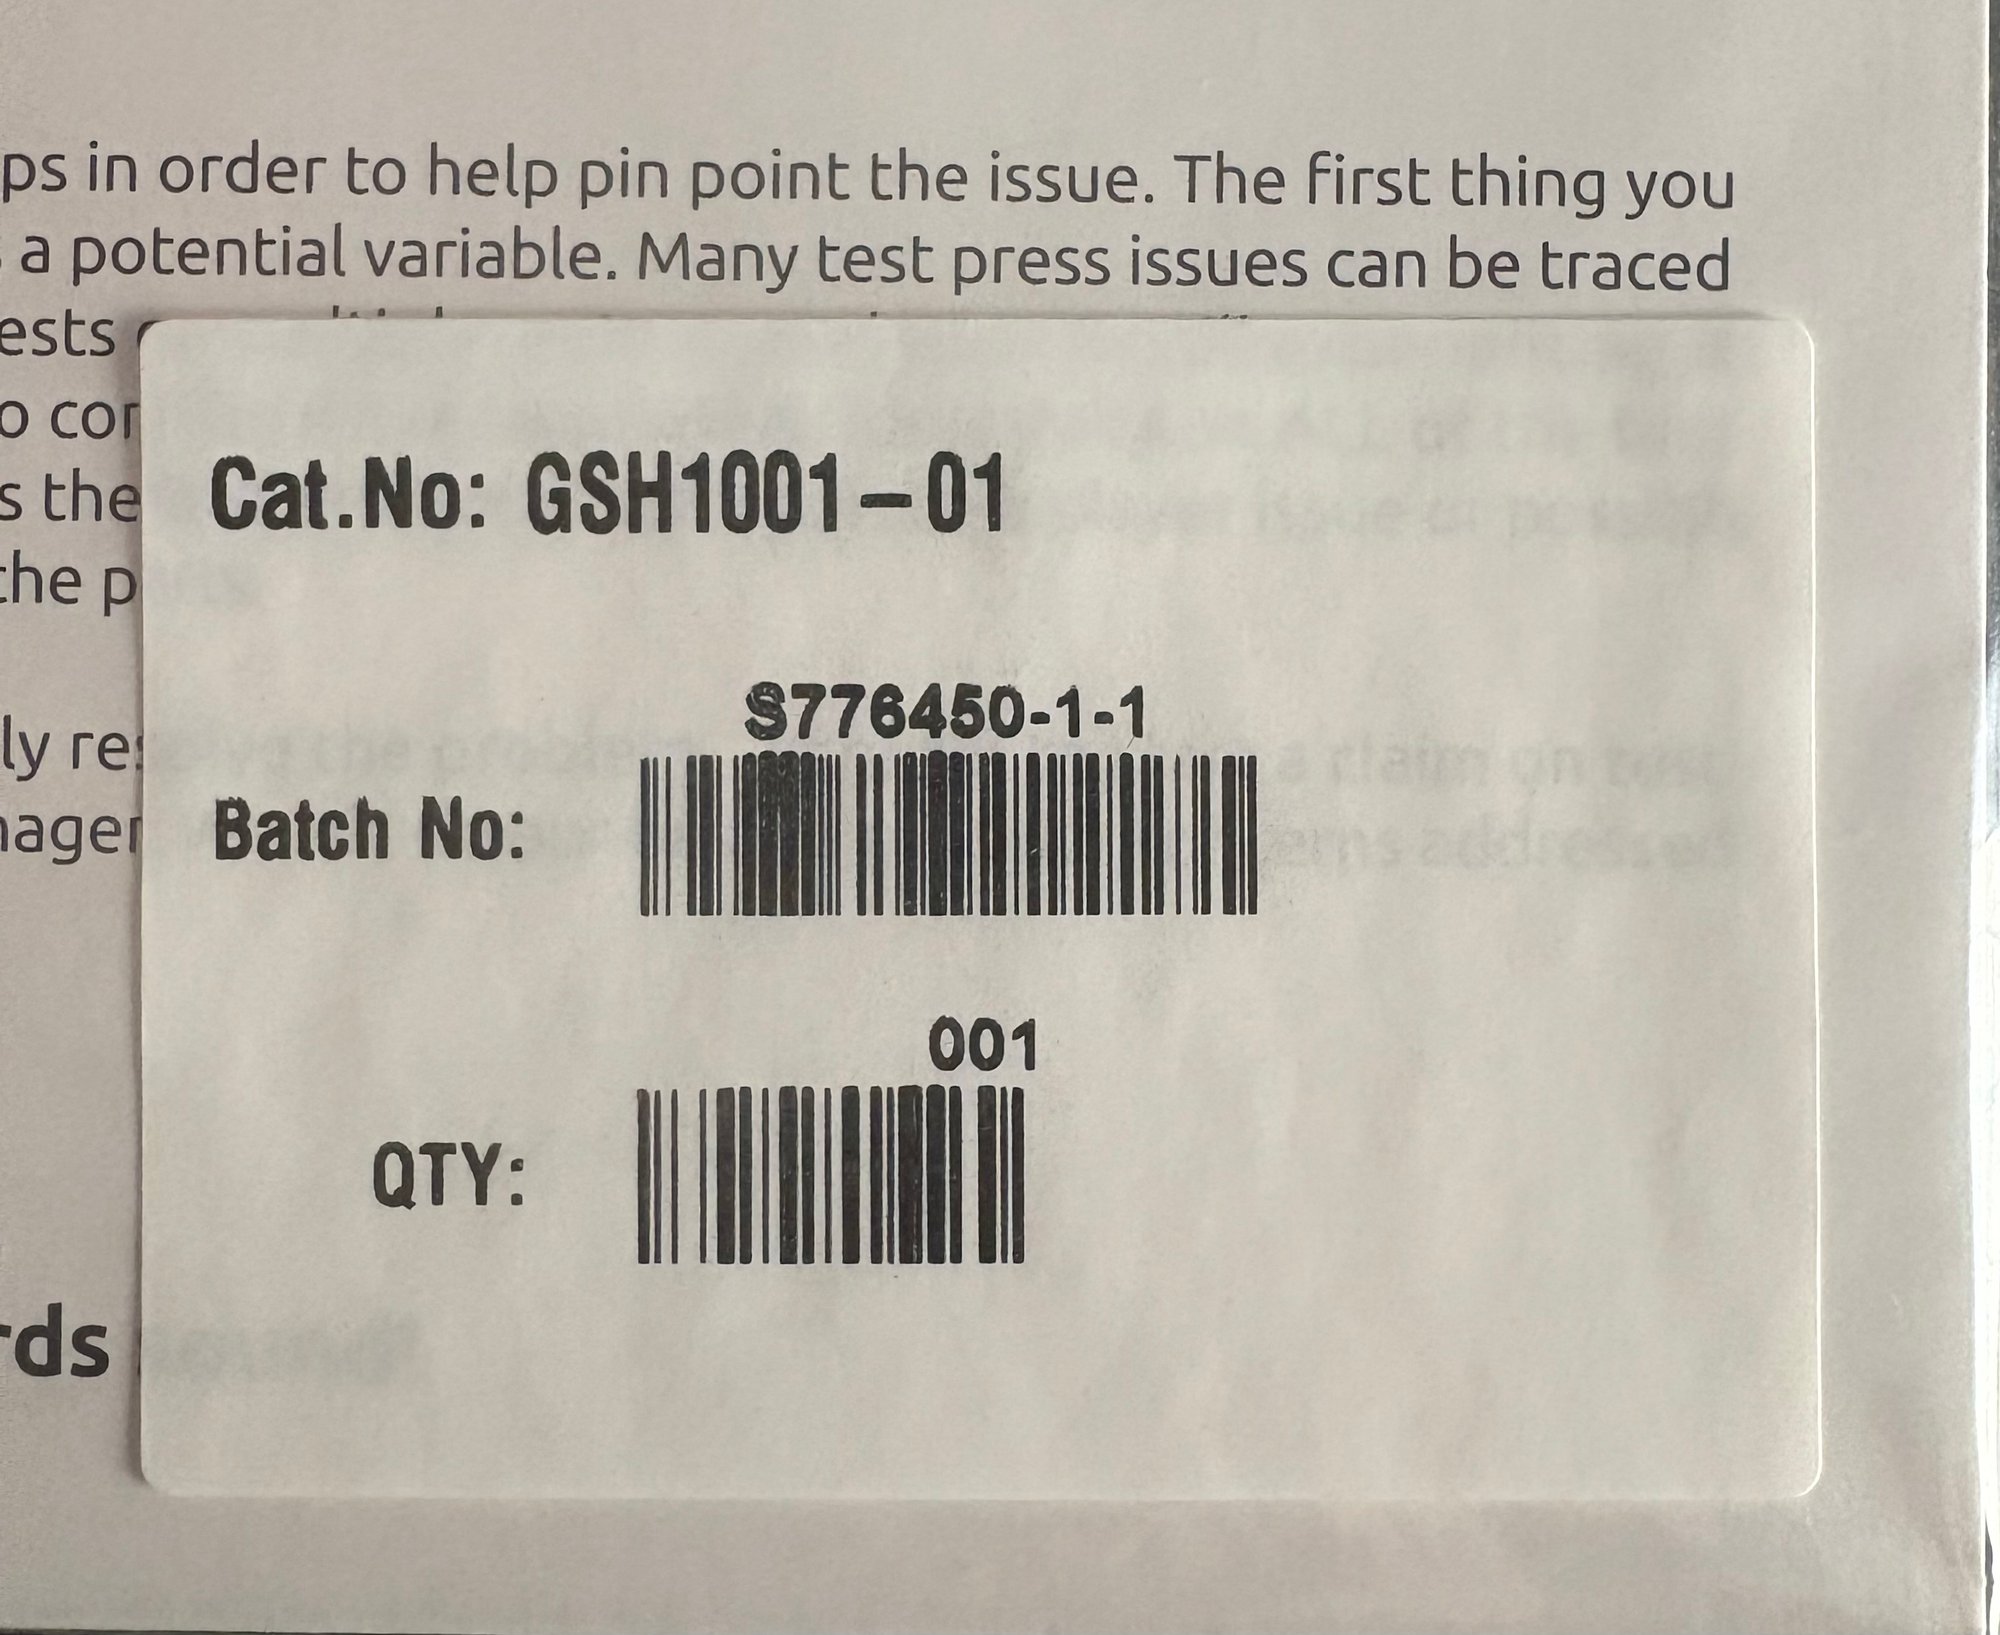 ps in order to help pin point the issue. The first thing you
a potential variable. Many test press issues can be traced
ests
o cor
s the
the p
Cat.No: GSH1001-01
S776450-1-1
ly res
Batch No:
nager
001
QTY:
rds